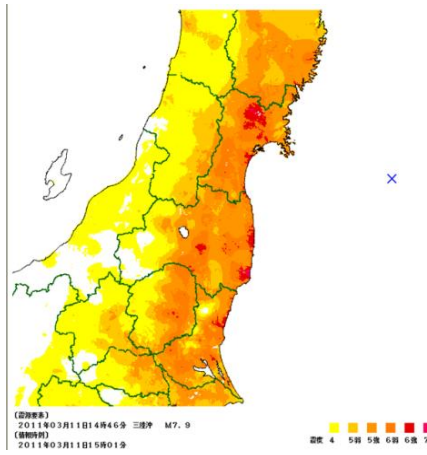 (震源要素)
2011年03月11日14時46分 三陸沖 M7.9
(情報時刻)
2011年03月11日15時01分
震度 4 5弱 5強 6弱 6強 7